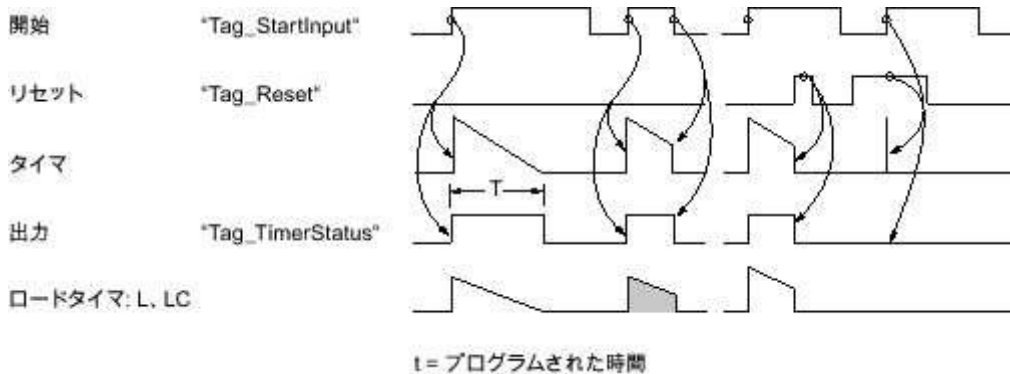 開始 "Tag_StartInput"
リセット "Tag_Reset"
タイマ
T
出力 "Tag_TimerStatus"
ロードタイマ: L、LC
t = プログラムされた時間